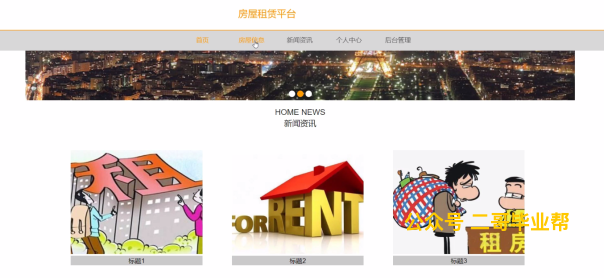 房屋租赁平台
首页 房屋信息 新闻资讯 个人中心 后台管理
HOME NEWS
新闻资讯
租
FOR RENT
公众号 二哥毕业帮
租房
标题1 标题2 标题3